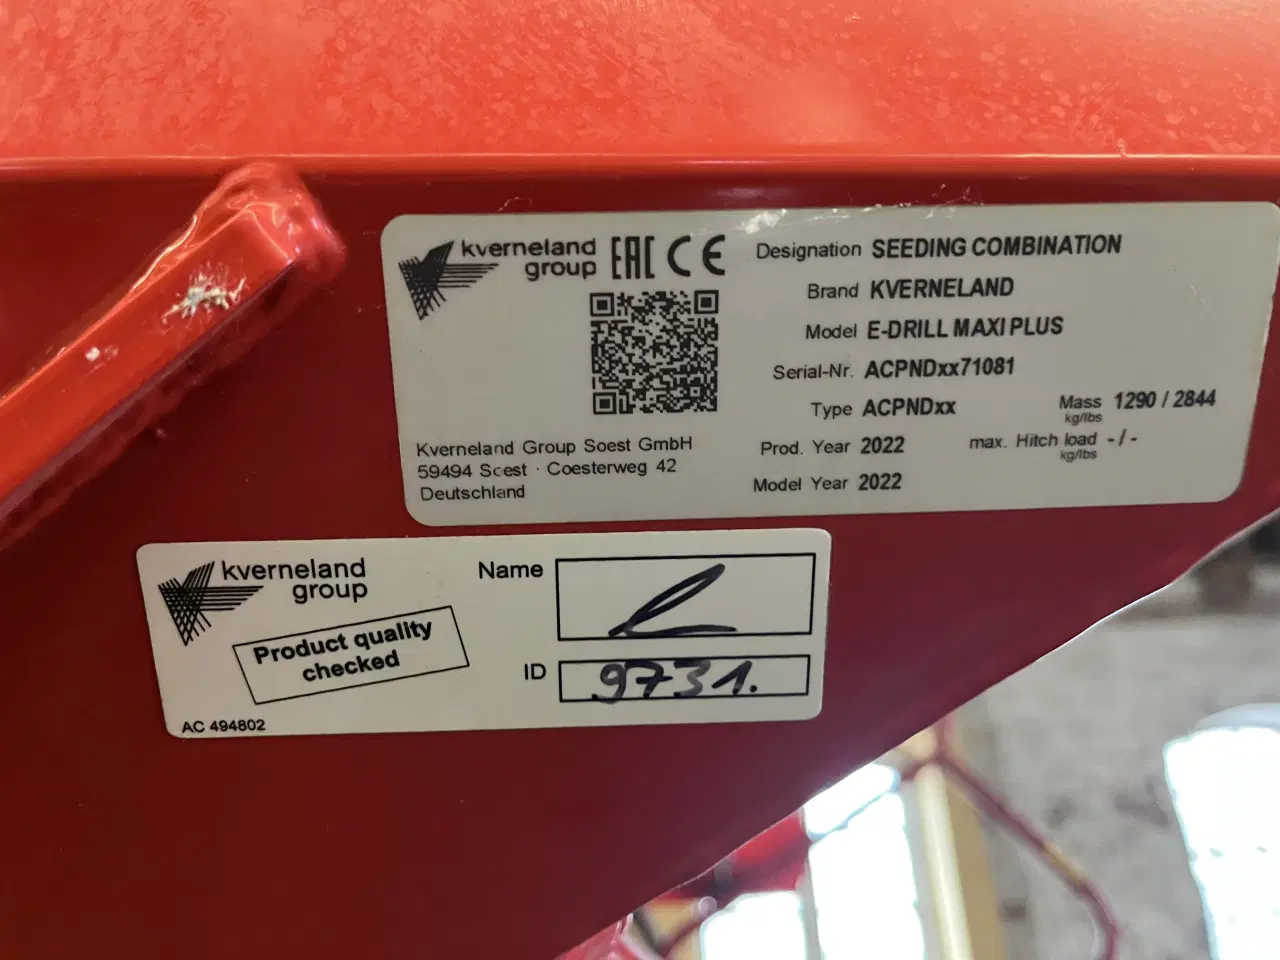 kverneland
group
EAC CE
Kverneland Group Soest GmbH
59494 Soest · Coesterweg 42
Deutschland
Designation SEEDING COMBINATION
Brand KVERNELAND
Model E-DRILL MAXI PLUS
Serial-Nr. ACPNDxx71081
Type ACPNDxx
Mass 1290 / 2844
kg/lbs
Prod. Year 2022
max. Hitch load - / -
kg/lbs
Model Year 2022
kverneland
group
Product quality
checked
AC 494802
Name
ID 9731.